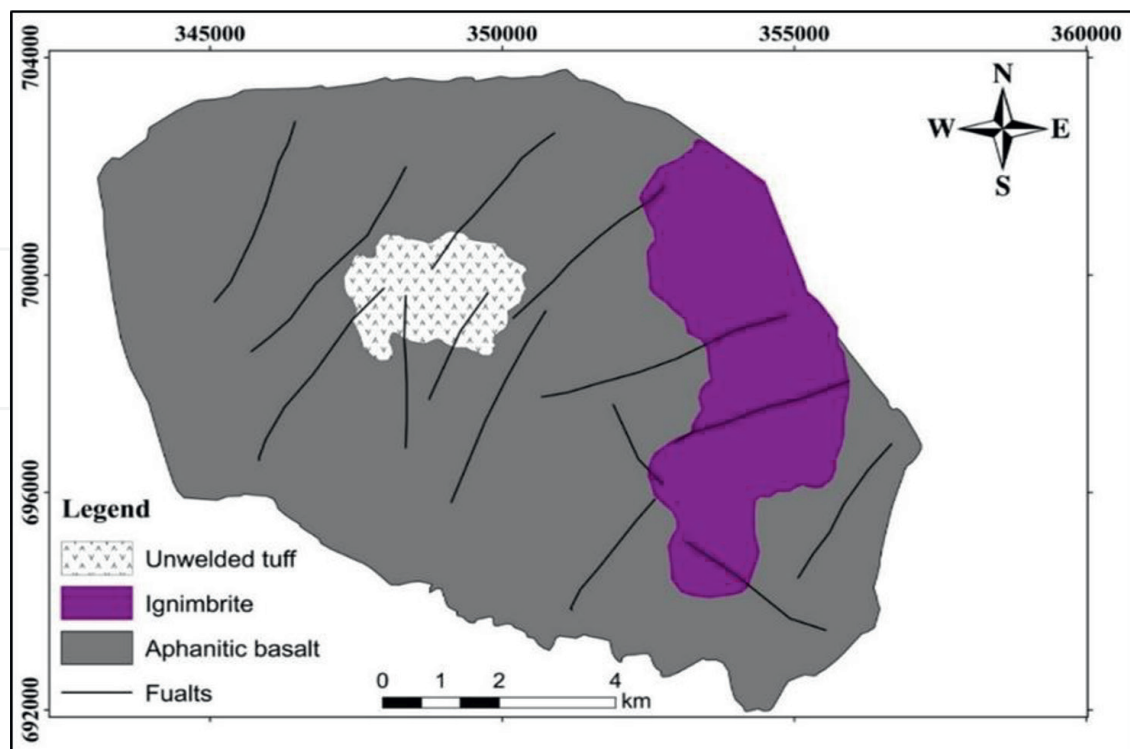 345000 350000 355000 360000
704000
700000
696000
692000
N
W E
S
Legend
Unwelded tuff
Ignimbrite
Aphanitic basalt
Fualts
0 1 2 4
km